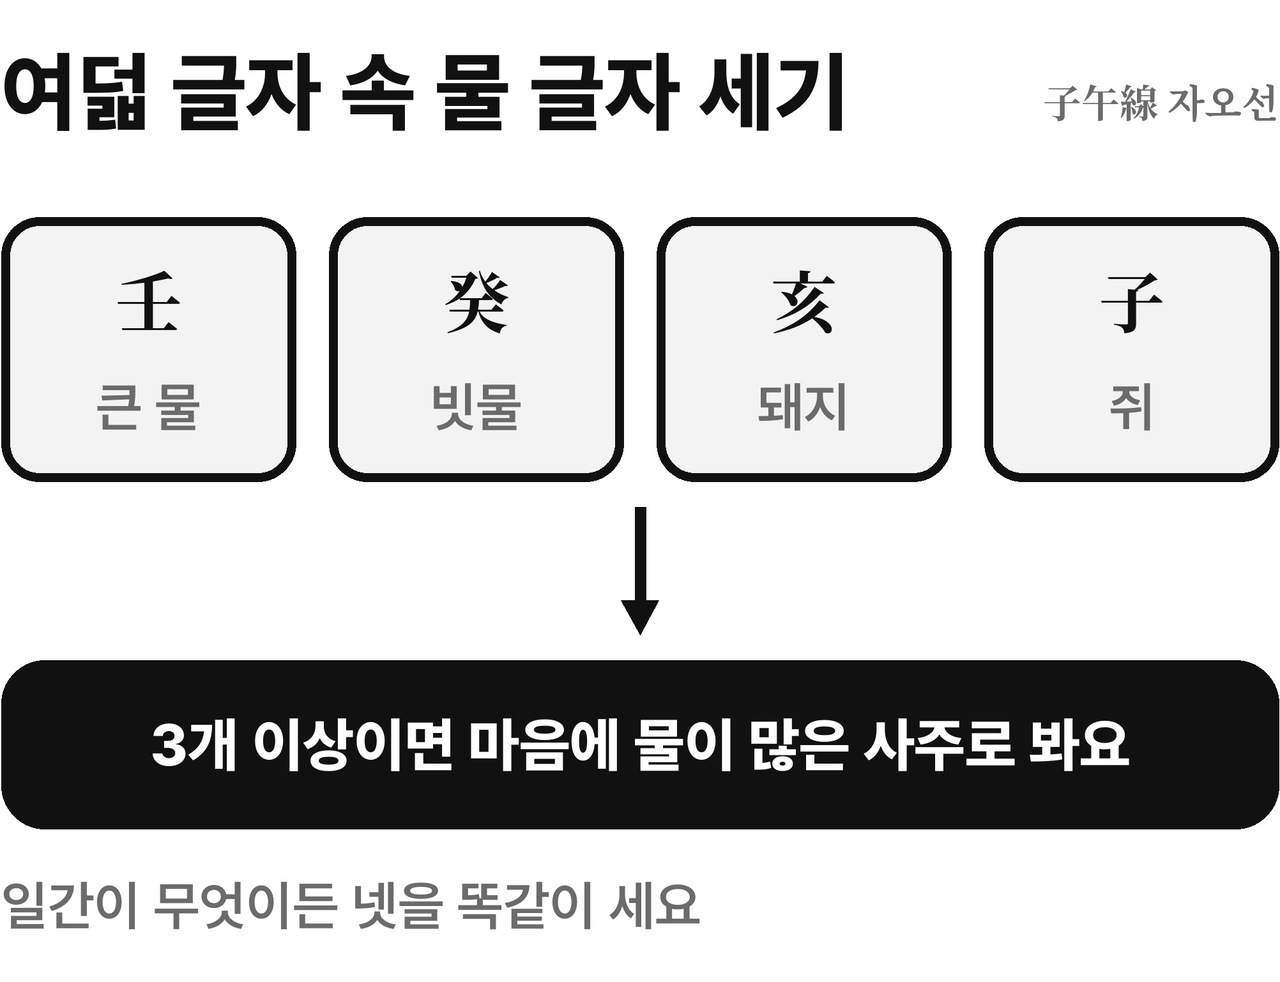 여덟 글자 속 물 글자 세기
子午線 자오선
壬
큰 물
癸
빗물
亥
돼지
子
쥐
3개 이상이면 마음에 물이 많은 사주로 봐요
일간이 무엇이든 넷을 똑같이 세요